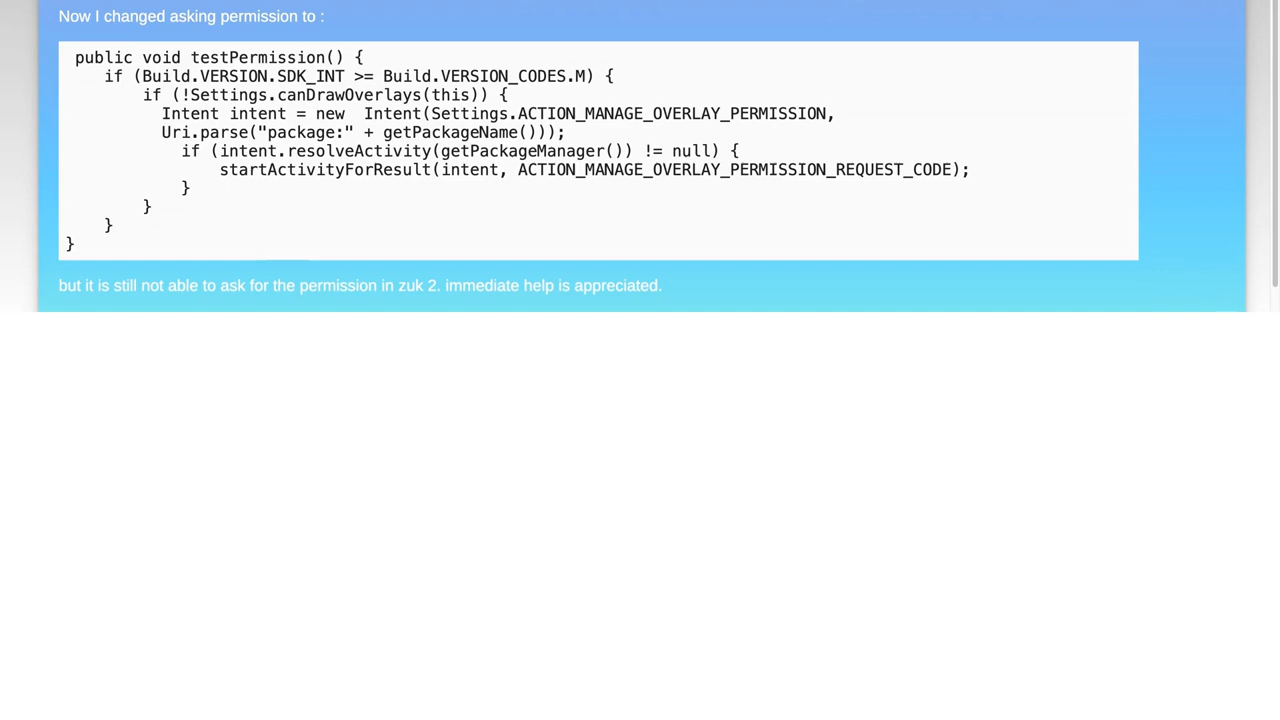 Now I changed asking permission to :
public void testPermission() {
if (Build.VERSION.SDK_INT >= Build.VERSION_CODES.M) {
if (!Settings.canDrawOverlays(this)) {
Intent intent = new  Intent(Settings.ACTION_MANAGE_OVERLAY_PERMISSION,
Uri.parse("package:" + getPackageName()));
if (intent.resolveActivity(getPackageManager()) != null) {
startActivityForResult(intent, ACTION_MANAGE_OVERLAY_PERMISSION_REQUEST_CODE);
}
}
}
}
but it is still not able to ask for the permission in zuk 2. immediate help is appreciated.